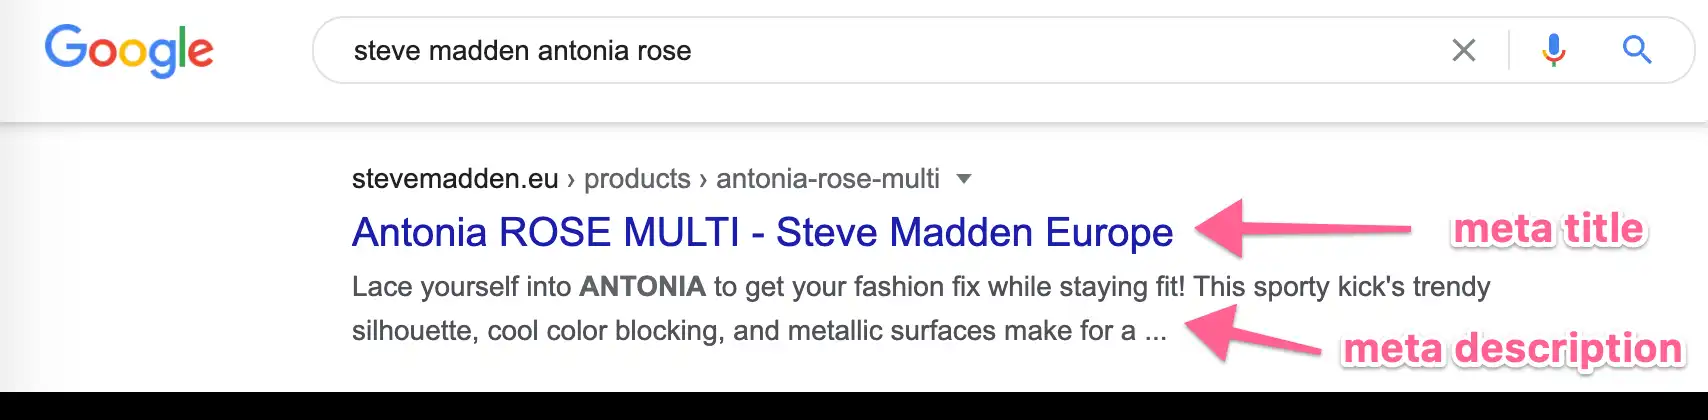 Google
steve madden antonia rose
stevemadden.eu › products › antonia-rose-multi
Antonia ROSE MULTI - Steve Madden Europe
meta title
Lace yourself into ANTONIA to get your fashion fix while staying fit! This sporty kick's trendy
silhouette, cool color blocking, and metallic surfaces make for a ...
meta description